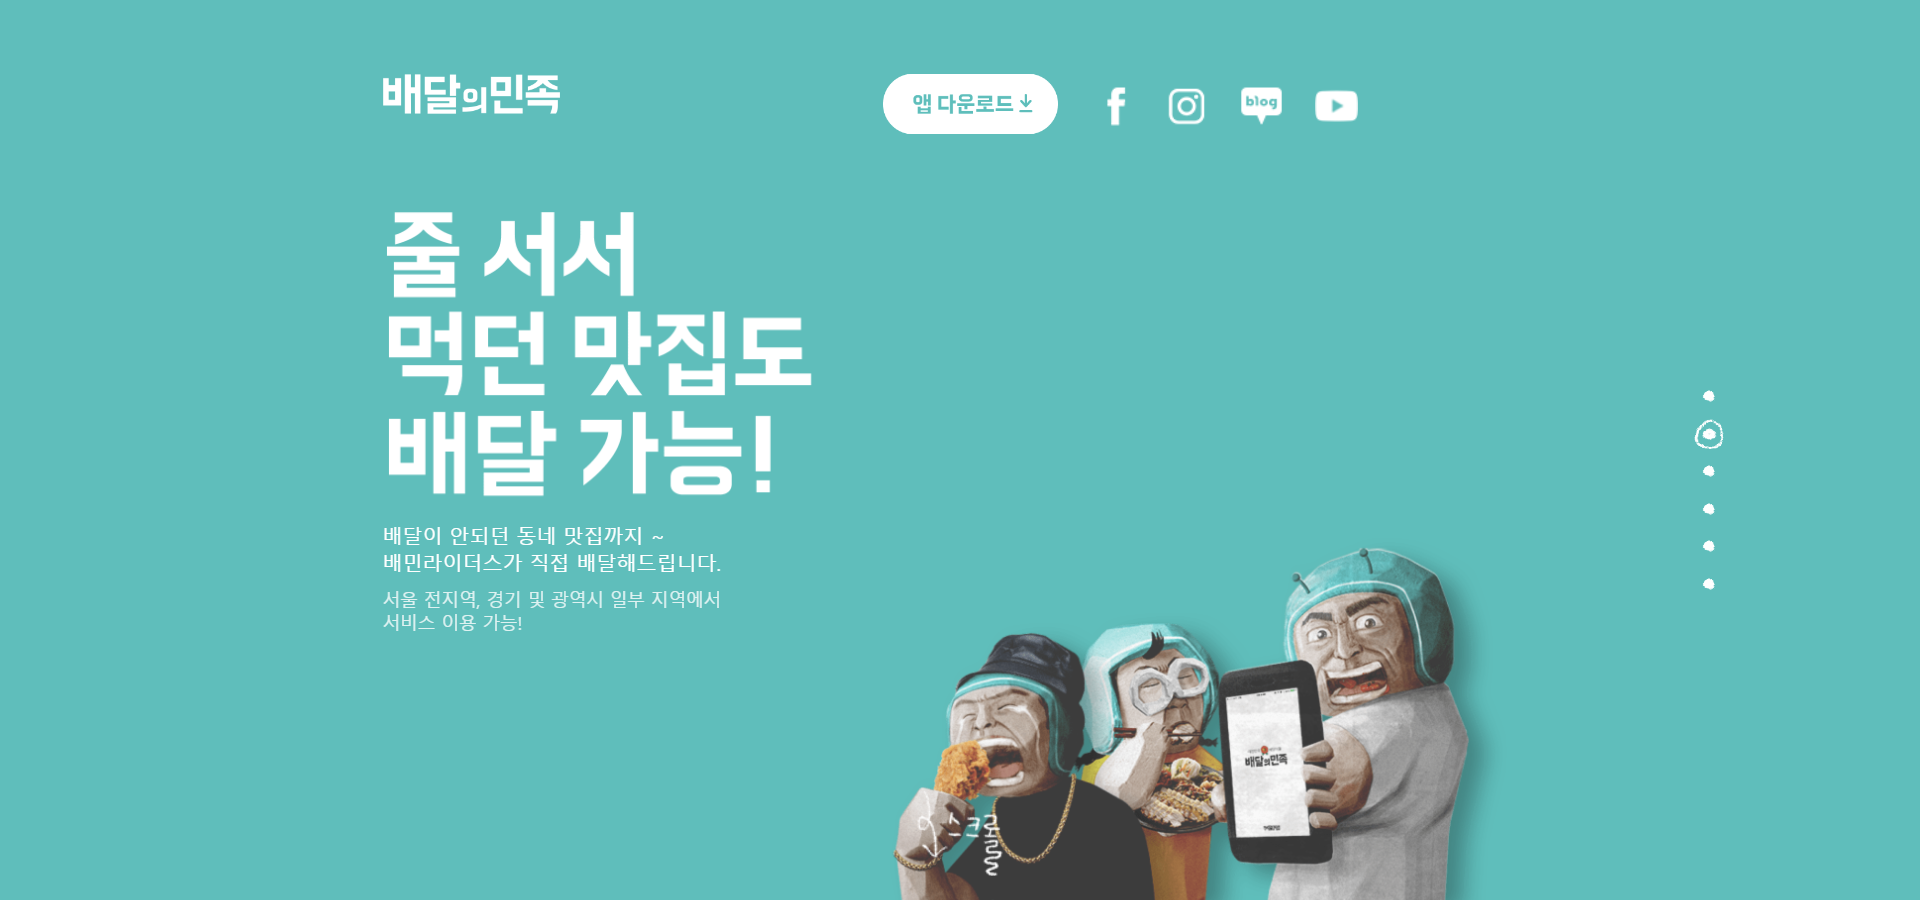 배달의민족
앱 다운로드
blog
줄 서서
먹던 맛집도
배달 가능!
배달이 안되던 동네 맛집까지 ~
배민라이더스가 직접 배달해드립니다.
서울 전지역, 경기 및 광역시 일부 지역에서
서비스 이용 가능!
배달의민족
스크롤